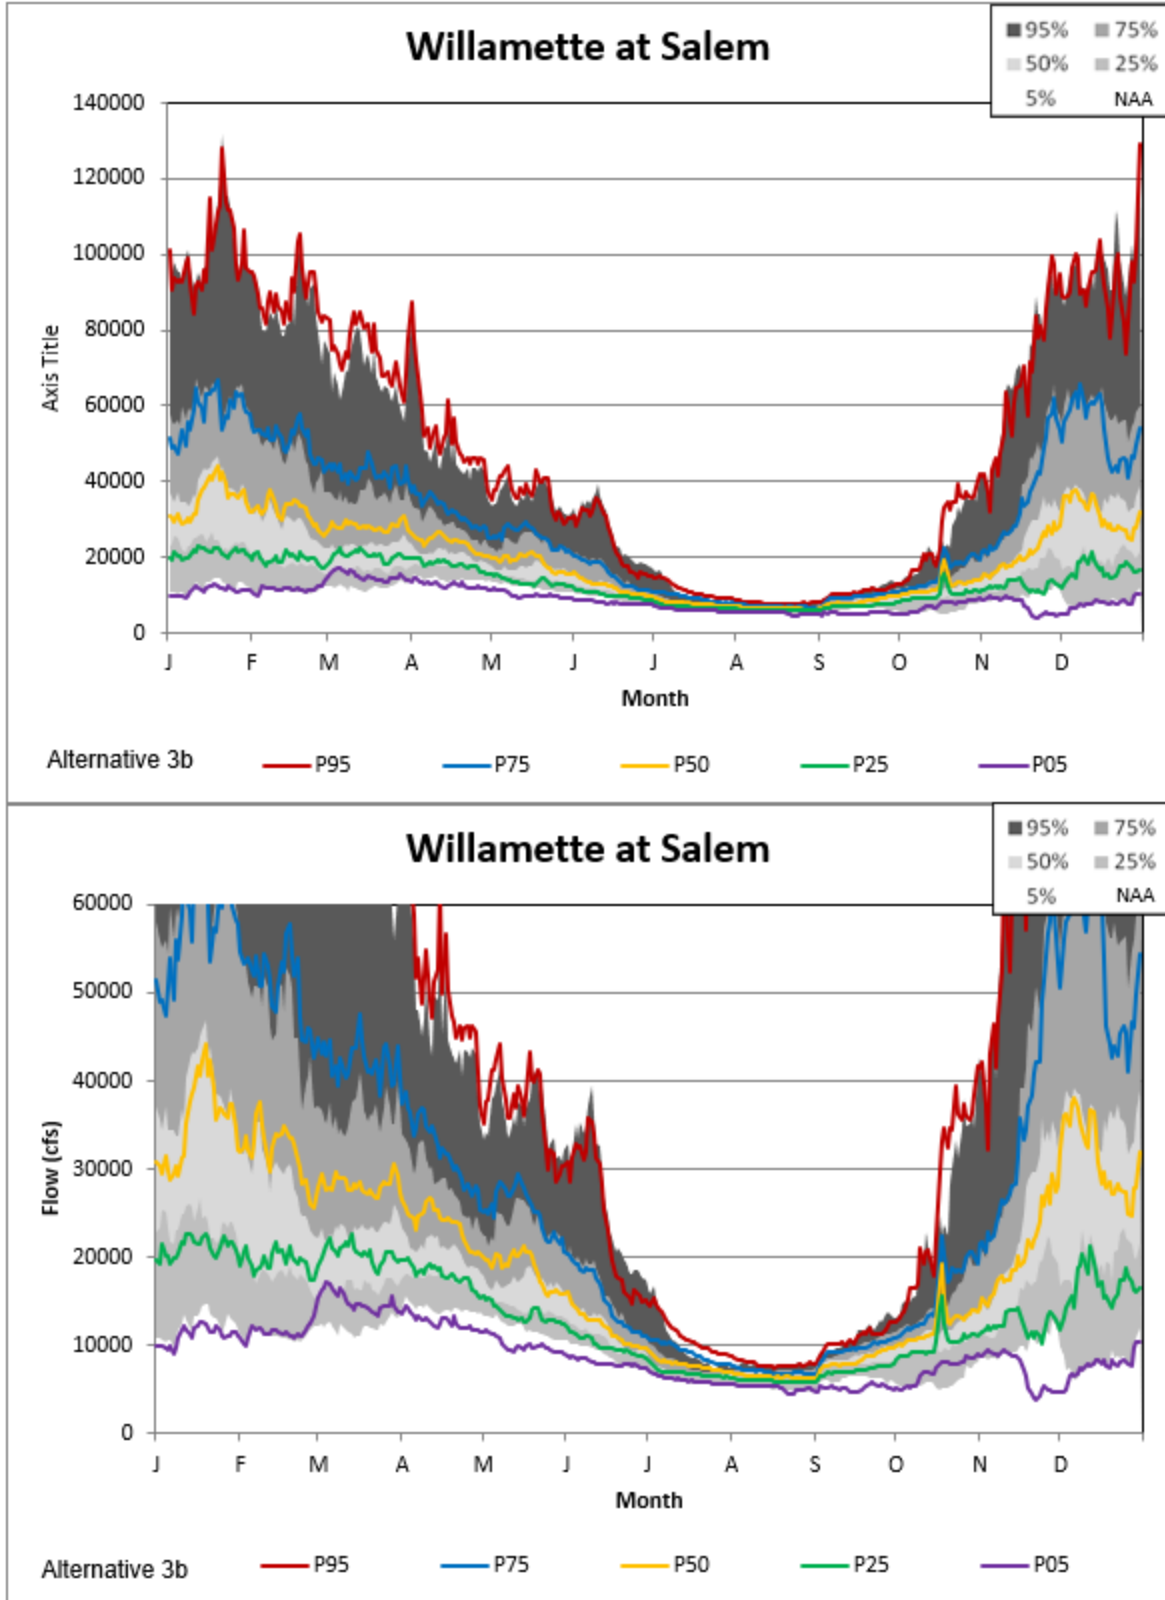 Willamette at Salem
95% 75%
50% 25%
5% NAA
140000
120000
100000
80000
60000
40000
20000
0
Axis Title
J F M A M J J A S O N D
Month
Alternative 3b P95 P75 P50 P25 P05
Willamette at Salem
95% 75%
50% 25%
5% NAA
60000
50000
40000
30000
20000
10000
0
Flow (cfs)
J F M A M J J A S O N D
Month
Alternative 3b P95 P75 P50 P25 P05